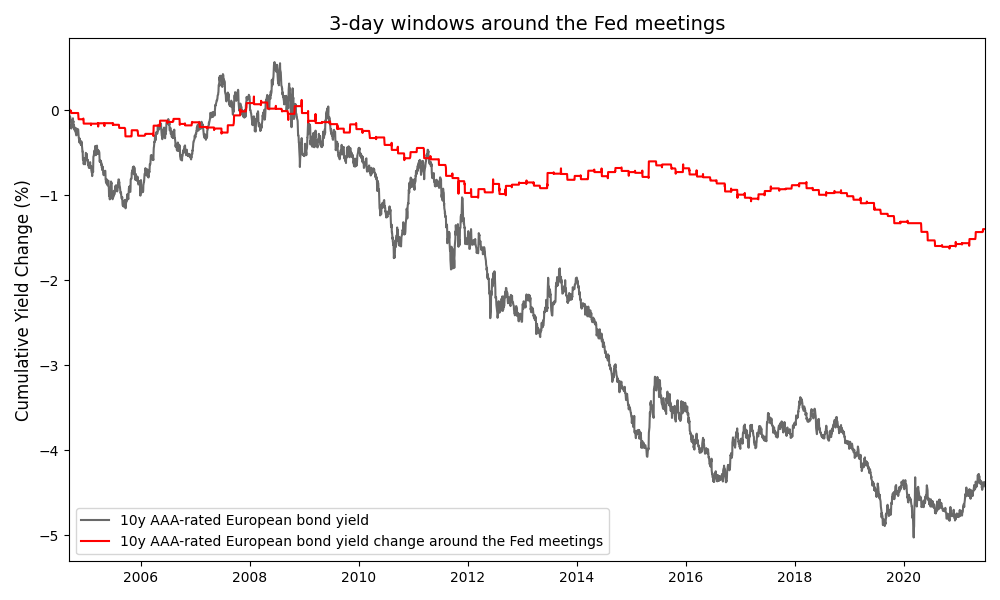 3-day windows around the Fed meetings
Cumulative Yield Change (%)
0
−1
−2
−3
−4
−5
10y AAA-rated European bond yield
10y AAA-rated European bond yield change around the Fed meetings
2006 2008 2010 2012 2014 2016 2018 2020